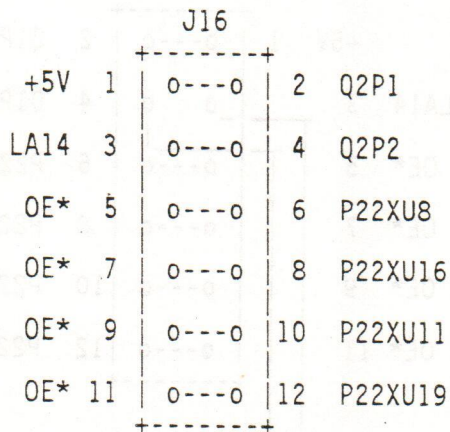 J16
+-------+
+5V 1 | o---o | 2 Q2P1
LA14 3 | o---o | 4 Q2P2
OE* 5 | o---o | 6 P22XU8
OE* 7 | o---o | 8 P22XU16
OE* 9 | o---o | 10 P22XU11
OE* 11 | o---o | 12 P22XU19
+-------+